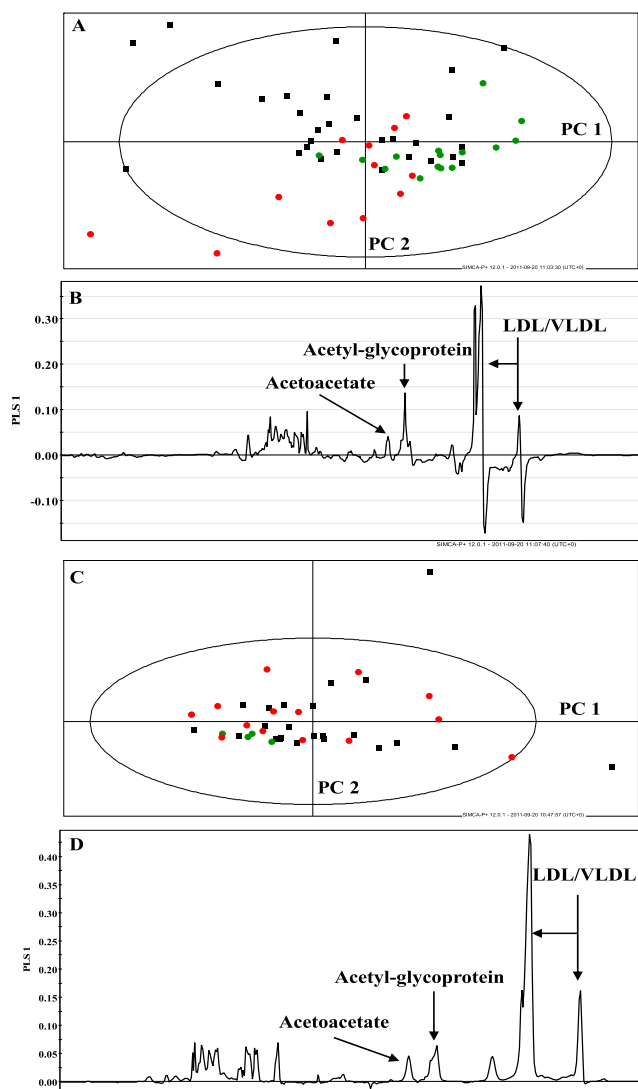 A
PC 1
PC 2
SIMCA-P+ 12.0.1 - 2011-09-20 11:03:30 (UTC+0)
B
LDL/VLDL
Acetyl-glycoprotein
Acetoacetate
PLS 1
0.30
0.20
0.10
0.00
-0.10
SIMCA-P+ 12.0.1 - 2011-09-20 11:07:40 (UTC+0)
C
PC 1
PC 2
SIMCA-P+ 12.0.1 - 2011-09-20 10:47:57 (UTC+0)
D
LDL/VLDL
Acetyl-glycoprotein
Acetoacetate
PLS 1
0.40
0.35
0.30
0.25
0.20
0.15
0.10
0.05
0.00